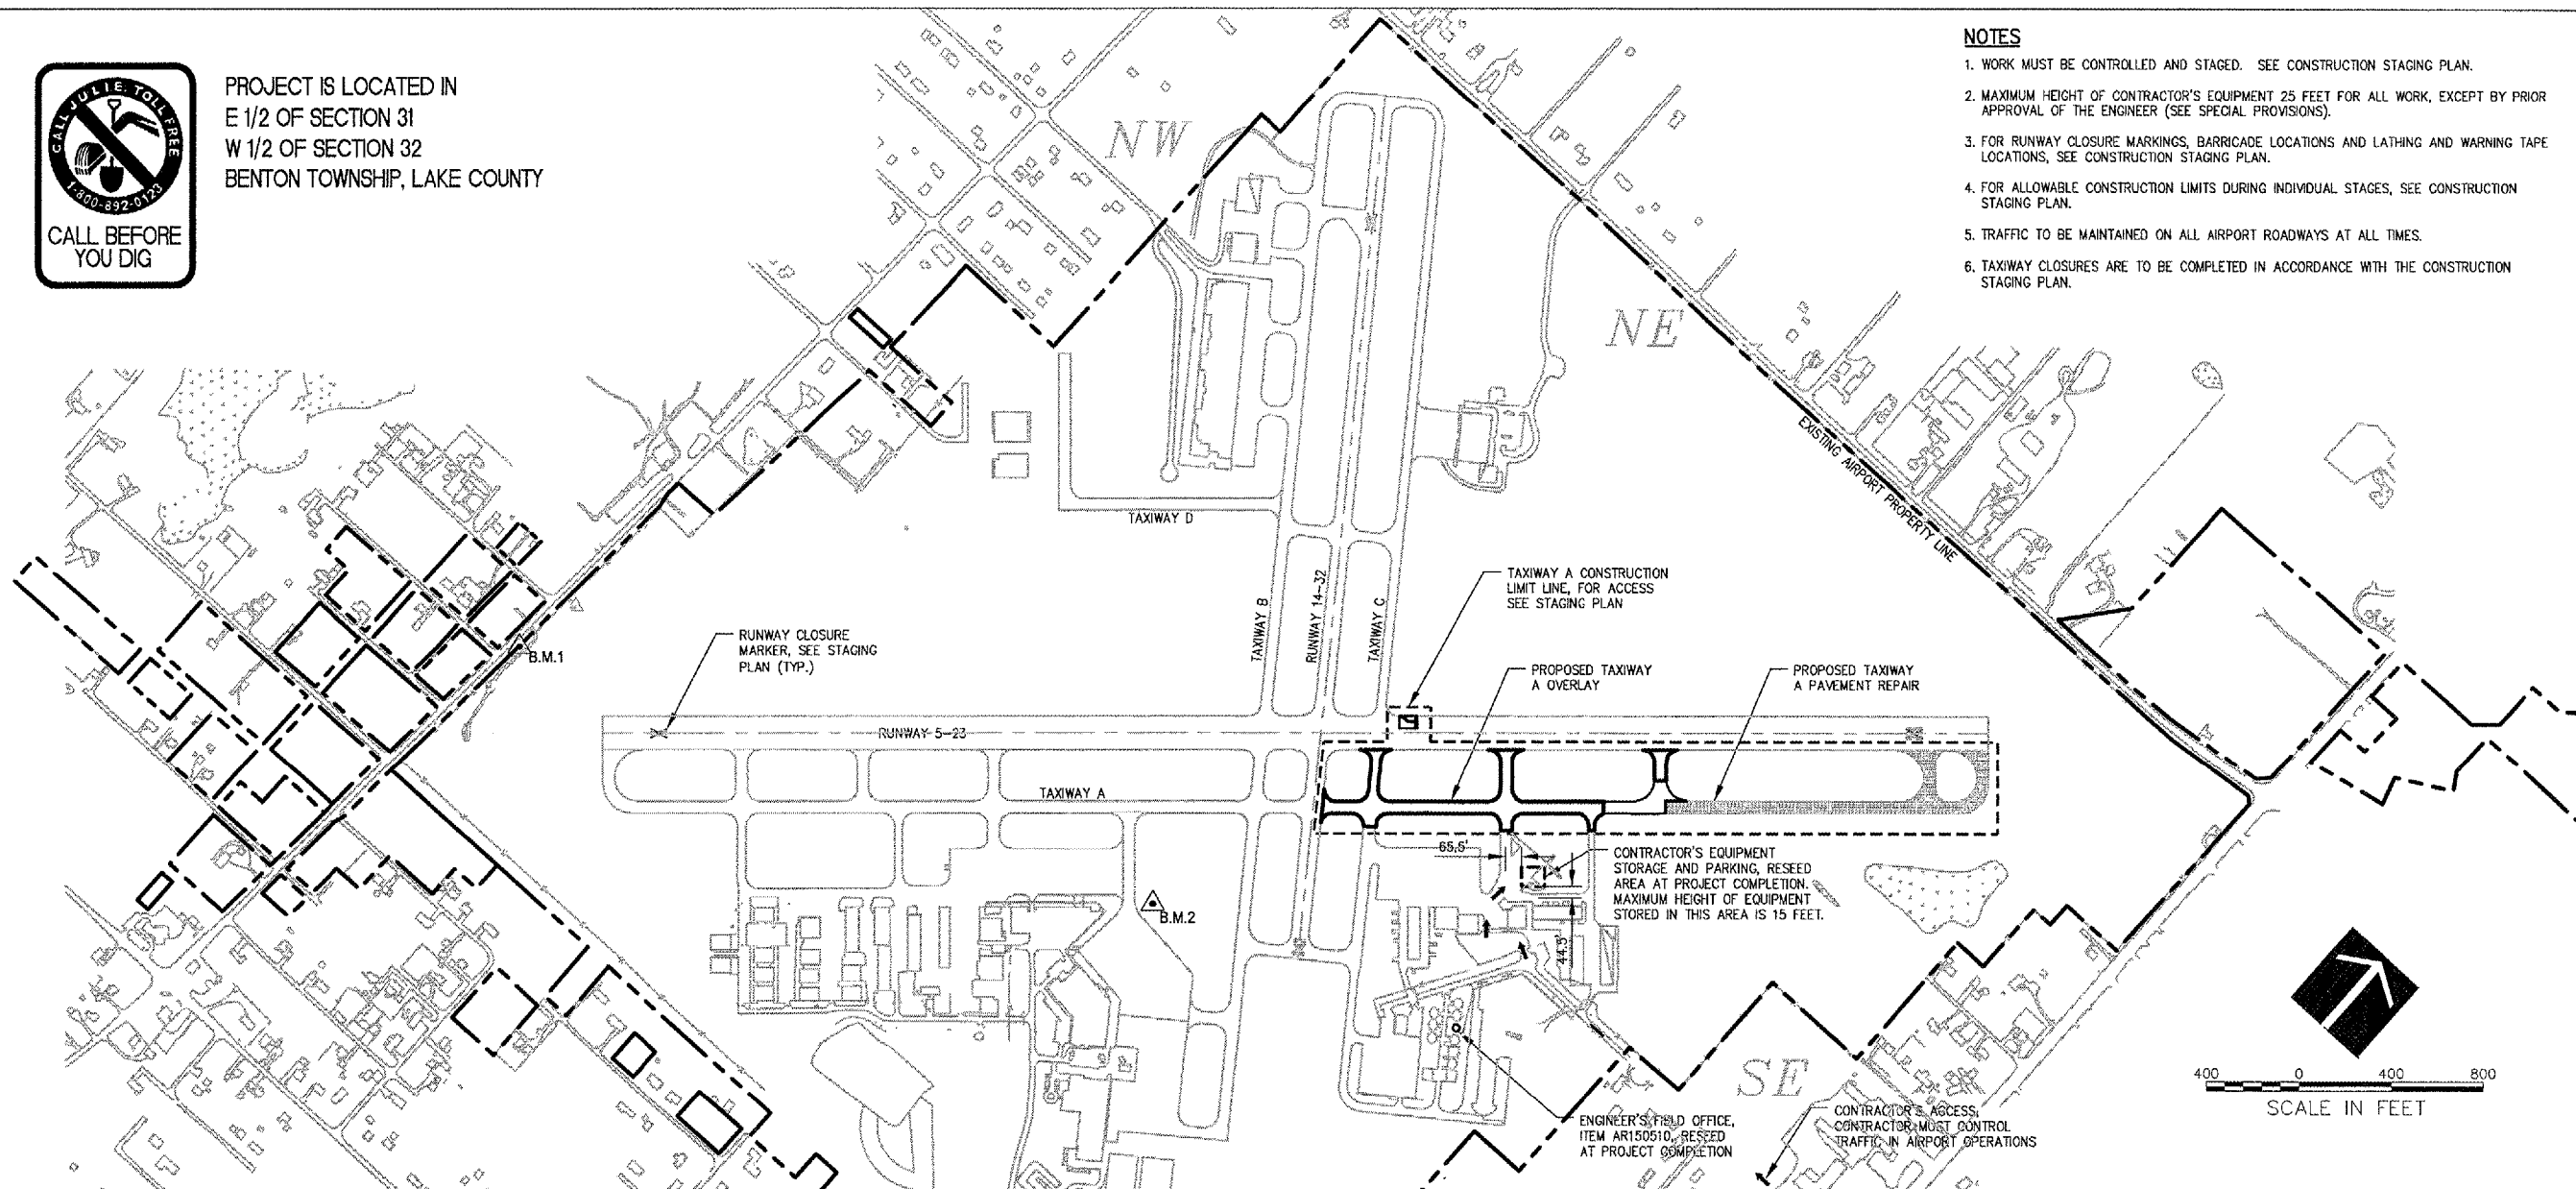 CALL JULIE TOLL FREE
1-800-892-0123
CALL BEFORE
YOU DIG
PROJECT IS LOCATED IN
E 1/2 OF SECTION 31
W 1/2 OF SECTION 32
BENTON TOWNSHIP, LAKE COUNTY
NOTES
1. WORK MUST BE CONTROLLED AND STAGED. SEE CONSTRUCTION STAGING PLAN.
2. MAXIMUM HEIGHT OF CONTRACTOR'S EQUIPMENT 25 FEET FOR ALL WORK, EXCEPT BY PRIOR
APPROVAL OF THE ENGINEER (SEE SPECIAL PROVISIONS).
3. FOR RUNWAY CLOSURE MARKINGS, BARRICADE LOCATIONS AND LATHING AND WARNING TAPE
LOCATIONS, SEE CONSTRUCTION STAGING PLAN.
4. FOR ALLOWABLE CONSTRUCTION LIMITS DURING INDIVIDUAL STAGES, SEE CONSTRUCTION
STAGING PLAN.
5. TRAFFIC TO BE MAINTAINED ON ALL AIRPORT ROADWAYS AT ALL TIMES.
6. TAXIWAY CLOSURES ARE TO BE COMPLETED IN ACCORDANCE WITH THE CONSTRUCTION
STAGING PLAN.
NW
NE
EXISTING AIRPORT PROPERTY LINE
TAXIWAY D
TAXIWAY B
RUNWAY 14-32
TAXIWAY C
TAXIWAY A CONSTRUCTION
LIMIT LINE, FOR ACCESS
SEE STAGING PLAN
B.M.1
RUNWAY CLOSURE
MARKER, SEE STAGING
PLAN (TYP.)
PROPOSED TAXIWAY
A OVERLAY
PROPOSED TAXIWAY
A PAVEMENT REPAIR
RUNWAY 5-23
TAXIWAY A
65.5'
CONTRACTOR'S EQUIPMENT
STORAGE AND PARKING, RESEED
AREA AT PROJECT COMPLETION.
MAXIMUM HEIGHT OF EQUIPMENT
STORED IN THIS AREA IS 15 FEET.
B.M.2
44.5'
SE
400 0 400 800
SCALE IN FEET
ENGINEER'S FIELD OFFICE,
ITEM AR150510, RESEED
AT PROJECT COMPLETION
CONTRACTOR'S ACCESS,
CONTRACTOR MUST CONTROL
TRAFFIC IN AIRPORT OPERATIONS